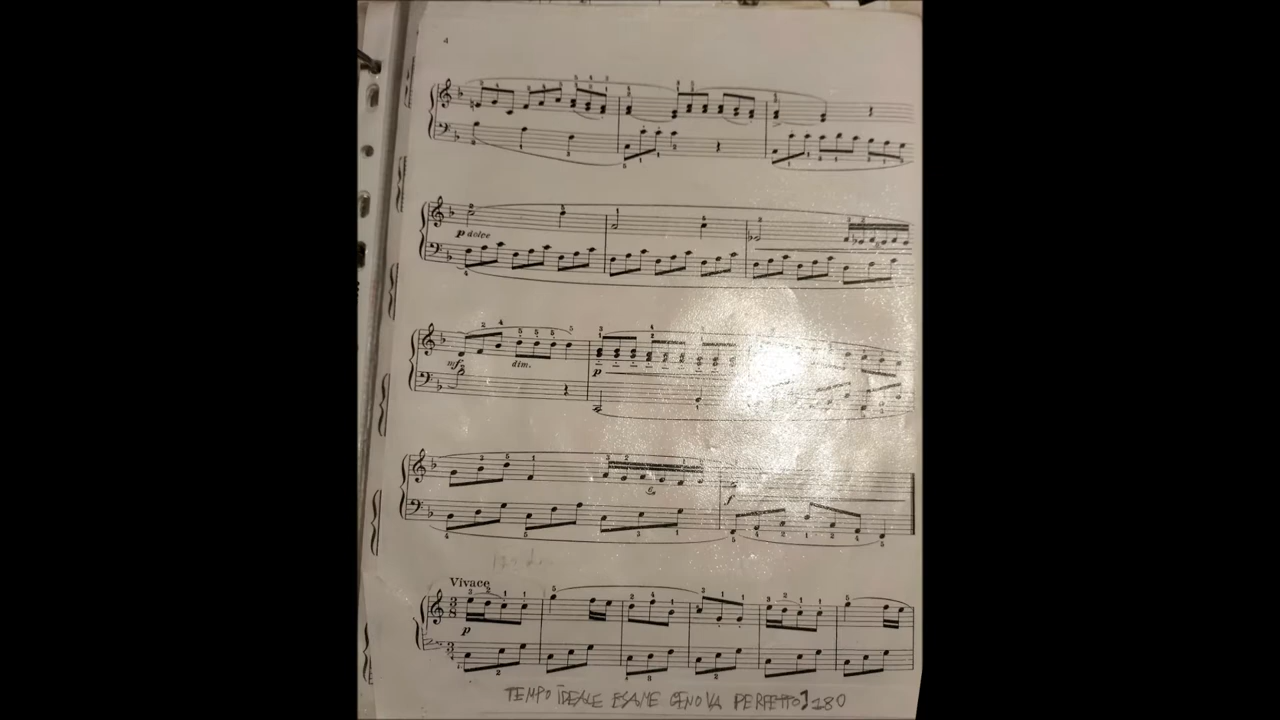 4
p dolce
mf dim. p
f
Vivace
p
TEMPO IDEALE ESAME GENOVA PERFETTO] 180